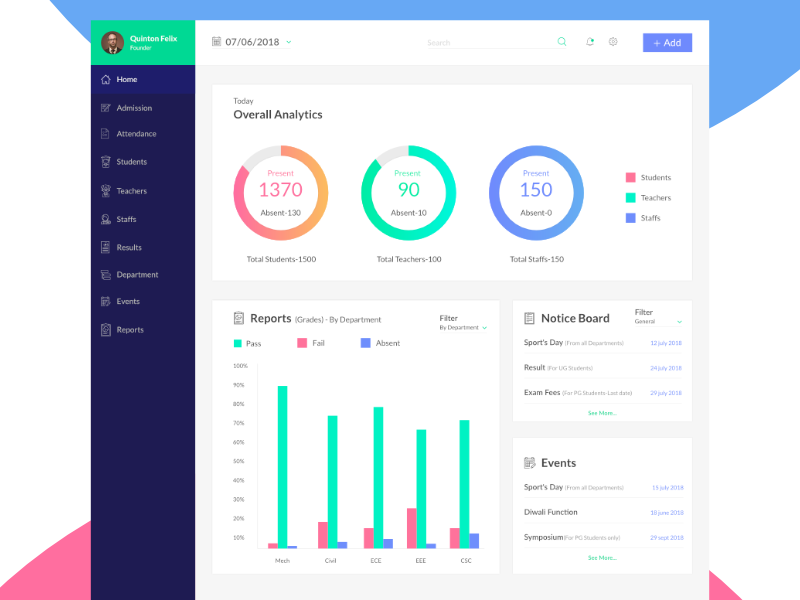 Quinton Felix
Founder
07/06/2018
Search
+ Add
Home
Admission
Attendance
Students
Teachers
Staffs
Results
Department
Events
Reports
Today
Overall Analytics
Present
1370
Absent-130
Total Students-1500
Present
90
Absent-10
Total Teachers-100
Present
150
Absent-0
Total Staffs-150
Students
Teachers
Staffs
Reports (Grades) - By Department
Filter
By Department
Pass
Fail
Absent
100%
90%
80%
70%
60%
50%
40%
30%
20%
10%
Mech
Civil
ECE
EEE
CSC
Notice Board
Filter
General
Sport's Day (From all Departments) 12 july 2018
Result (For UG Students) 24 july 2018
Exam Fees (For PG Students-Last date) 29 july 2018
See More...
Events
Sport's Day (From all Departments) 15 july 2018
Diwali Function 18 june 2018
Symposium(For PG Students only) 29 sept 2018
See More...